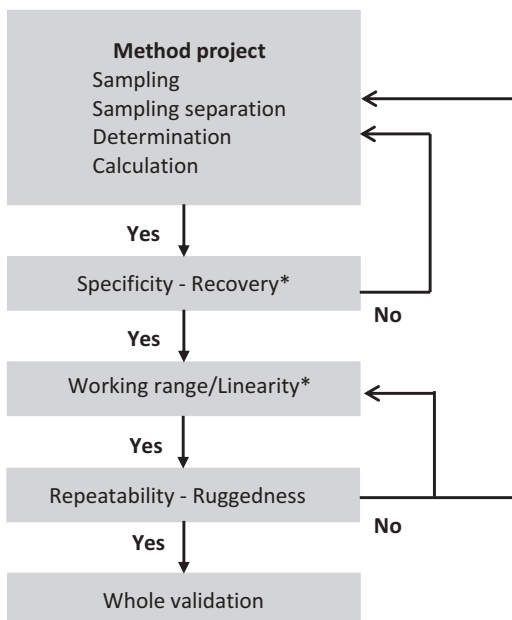 Method project
Sampling
Sampling separation
Determination
Calculation
Yes
Specificity - Recovery*
No
Yes
Working range/Linearity*
Yes
Repeatability - Ruggedness
No
Yes
Whole validation